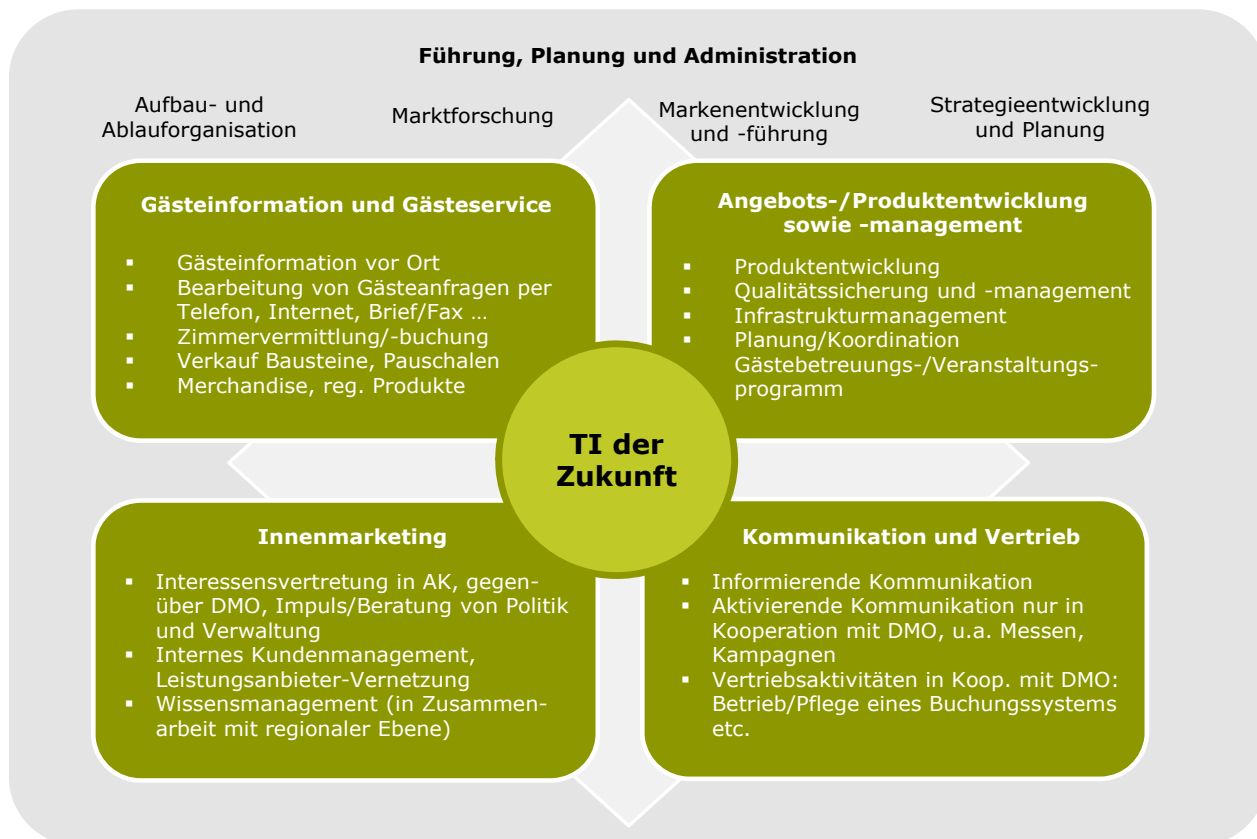 Führung, Planung und Administration
Aufbau- und
Ablauforganisation
Marktforschung
Markenentwicklung
und -führung
Strategieentwicklung
und Planung
Gästeinformation und Gästeservice
▪ Gästeinformation vor Ort
▪ Bearbeitung von Gästeanfragen per
Telefon, Internet, Brief/Fax …
▪ Zimmervermittlung/-buchung
▪ Verkauf Bausteine, Pauschalen
▪ Merchandise, reg. Produkte
Angebots-/Produktentwicklung
sowie -management
▪ Produktentwicklung
▪ Qualitätssicherung und -management
▪ Infrastrukturmanagement
▪ Planung/Koordination
Gästebetreuungs-/Veranstaltungs-
programm
TI der
Zukunft
Innenmarketing
▪ Interessensvertretung in AK, gegen-
über DMO, Impuls/Beratung von Politik
und Verwaltung
▪ Internes Kundenmanagement,
Leistungsanbieter-Vernetzung
▪ Wissensmanagement (in Zusammen-
arbeit mit regionaler Ebene)
Kommunikation und Vertrieb
▪ Informierende Kommunikation
▪ Aktivierende Kommunikation nur in
Kooperation mit DMO, u.a. Messen,
Kampagnen
▪ Vertriebsaktivitäten in Koop. mit DMO:
Betrieb/Pflege eines Buchungssystems
etc.